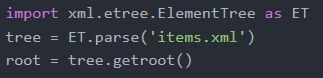 import xml.etree.ElementTree as ET
tree = ET.parse('items.xml')
root = tree.getroot()